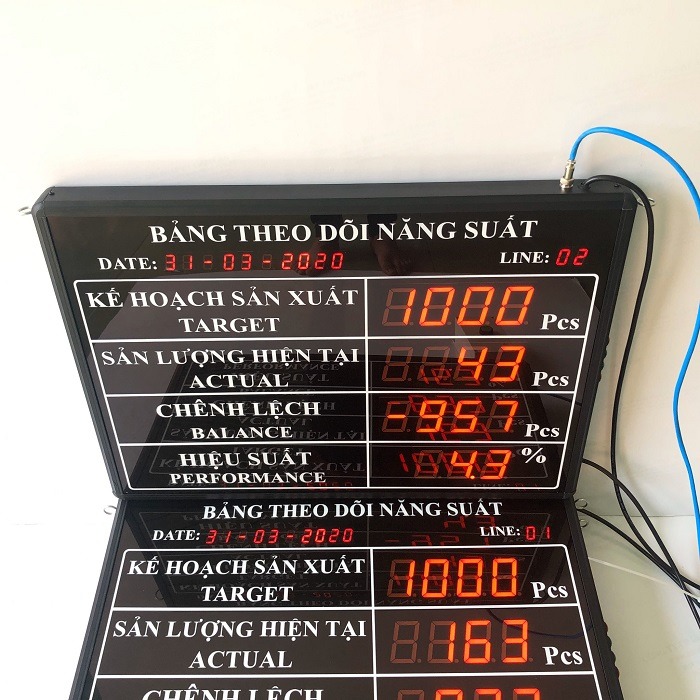 BẢNG THEO DÕI NĂNG SUẤT
DATE: 31-03-2020 LINE: 02
KẾ HOẠCH SẢN XUẤT
TARGET
1000 Pcs
SẢN LƯỢNG HIỆN TẠI
ACTUAL
43 Pcs
CHÊNH LỆCH
BALANCE
-957 Pcs
HIỆU SUẤT
PERFORMANCE
4.3 %
BẢNG THEO DÕI NĂNG SUẤT
DATE: 31-03-2020 LINE: 01
KẾ HOẠCH SẢN XUẤT
TARGET
1000 Pcs
SẢN LƯỢNG HIỆN TẠI
ACTUAL
163 Pcs
CHÊNH LỆCH